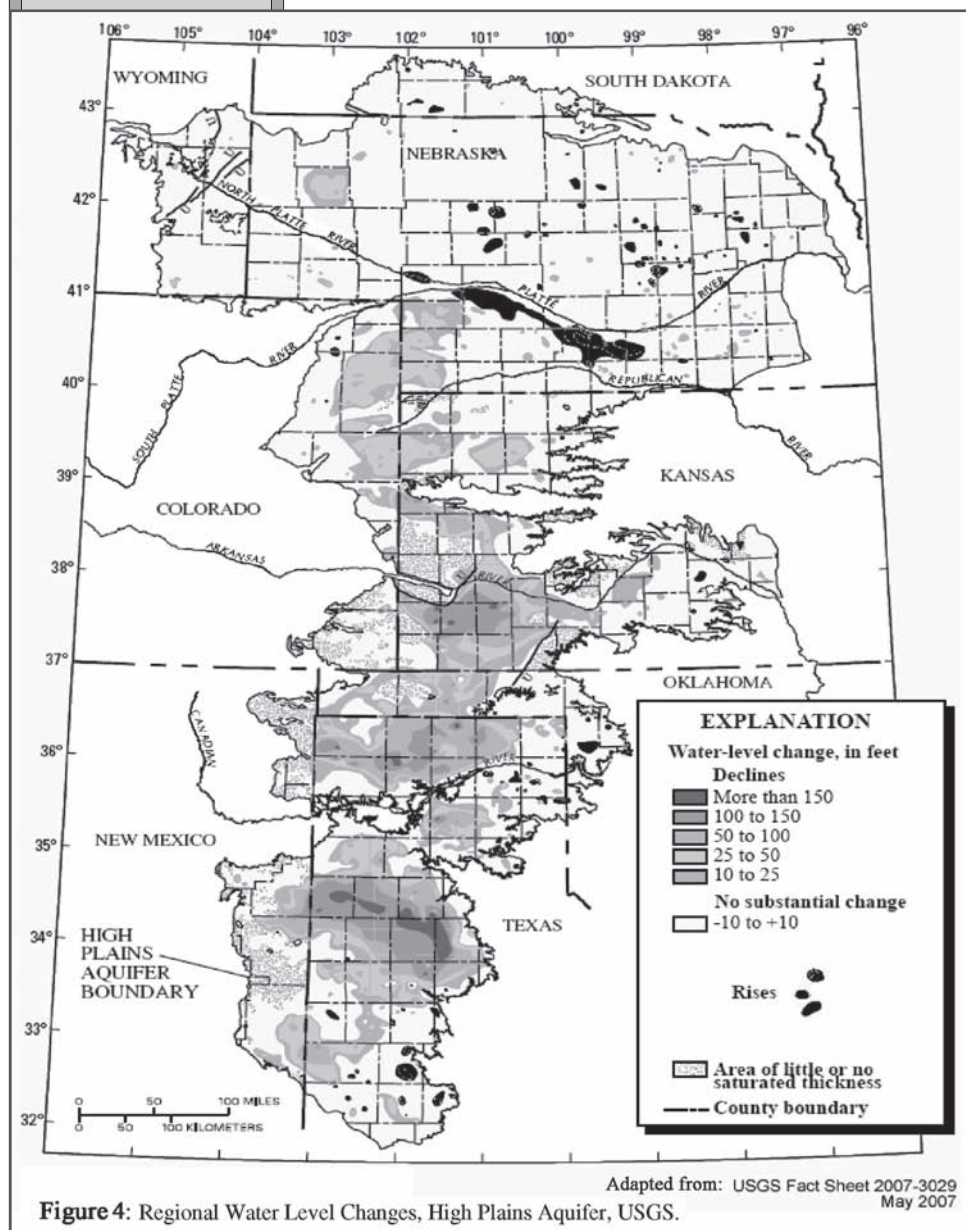 106° 105° 104° 103° 102° 101° 100° 99° 98° 97° 96°
WYOMING
SOUTH DAKOTA
43°
NEBRASKA
42°
NORTH PLATTE RIVER
41°
PLATTE RIVER
SOUTH PLATTE RIVER
40°
REPUBLICAN RIVER
39°
KANSAS
COLORADO
ARKANSAS RIVER
38°
37°
OKLAHOMA
CANADIAN RIVER
36°
NEW MEXICO
35°
TEXAS
34°
HIGH
PLAINS
AQUIFER
BOUNDARY
33°
32°
0 50 100 MILES
0 50 100 KILOMETERS
EXPLANATION
Water-level change, in feet
Declines
More than 150
100 to 150
50 to 100
25 to 50
10 to 25
No substantial change
-10 to +10
Rises
Area of little or no
saturated thickness
County boundary
Adapted from: USGS Fact Sheet 2007-3029
May 2007
Figure 4: Regional Water Level Changes, High Plains Aquifer, USGS.